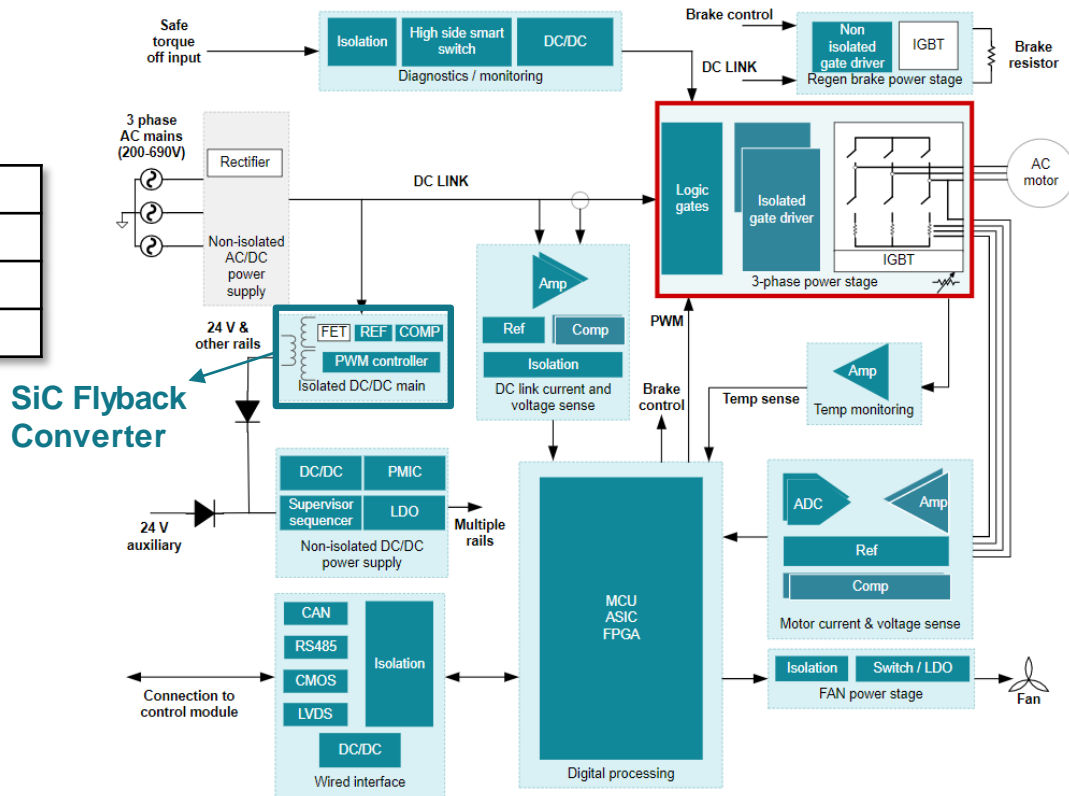 Safe
torque
off input
Isolation
High side smart
switch
DC/DC
Diagnostics / monitoring
Brake control
DC LINK
Non
isolated
gate driver
IGBT
Regen brake power stage
Brake
resistor
3 phase
AC mains
(200-690V)
Rectifier
Non-isolated
AC/DC
power
supply
DC LINK
Logic
gates
Isolated
gate driver
IGBT
3-phase power stage
AC
motor
24 V &
other rails
FET
REF
COMP
PWM controller
Isolated DC/DC main
SiC Flyback
Converter
Amp
Ref
Comp
Isolation
DC link current and
voltage sense
PWM
Brake
control
Temp sense
Amp
Temp monitoring
DC/DC
PMIC
Supervisor
sequencer
LDO
Non-isolated DC/DC
power supply
24 V
auxiliary
Multiple
rails
MCU
ASIC
FPGA
Digital processing
ADC
Amp
Ref
Comp
Motor current & voltage sense
CAN
RS485
CMOS
LVDS
Isolation
DC/DC
Wired interface
Connection to
control module
Isolation
Switch / LDO
FAN power stage
Fan